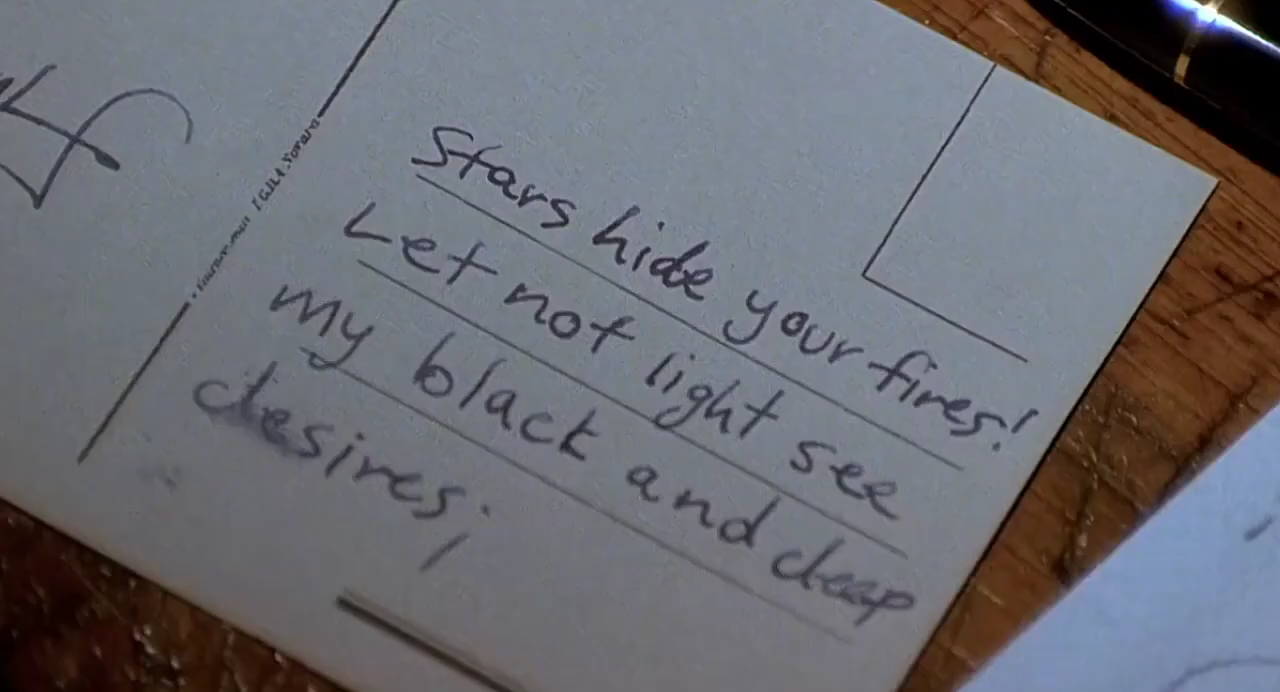 Stars hide your fires!
Let not light see
my black and deep
desires;